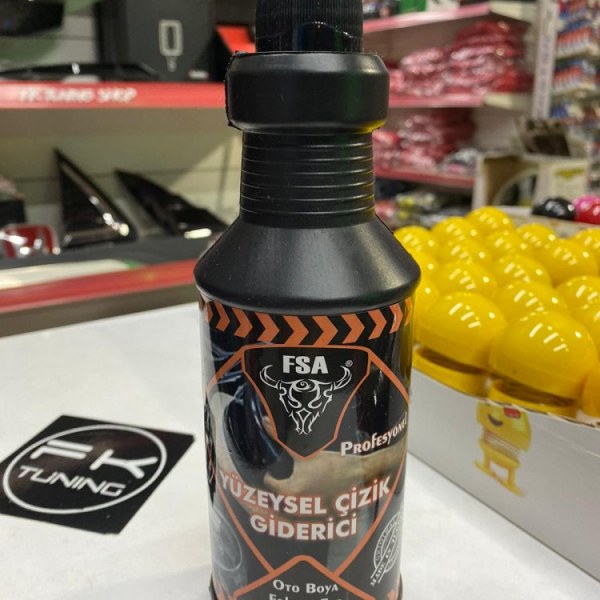 FK TUNING SHOP
FSA
®
PROFESYONEL
YÜZEYSEL ÇİZİK
GİDERİCİ
OTO BOYA
FK
TUNING